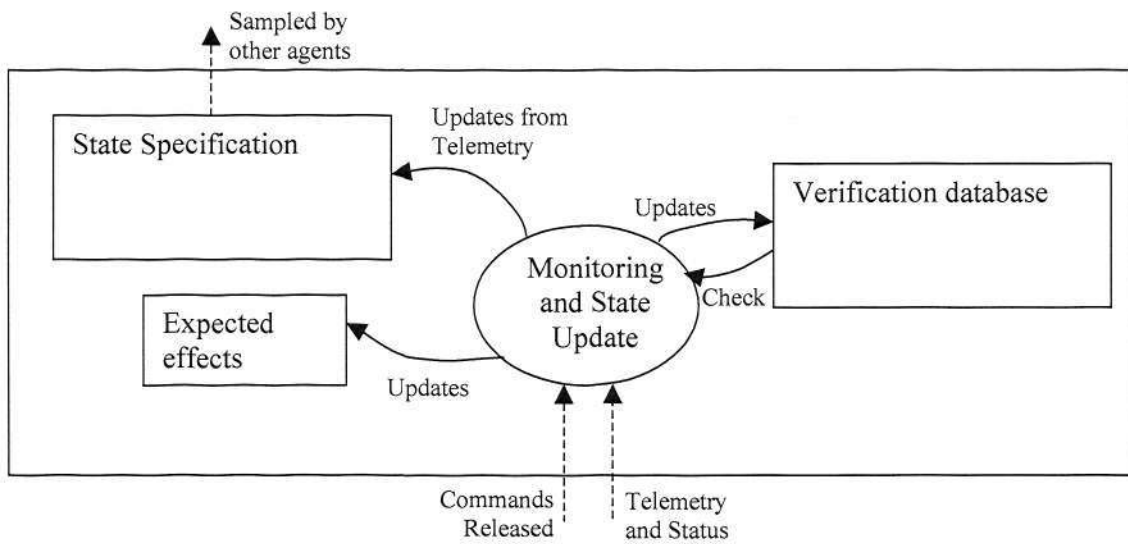 Sampled by
other agents
State Specification
Updates from
Telemetry
Verification database
Updates
Monitoring
and State
Update
Check
Expected
effects
Updates
Commands
Released
Telemetry
and Status